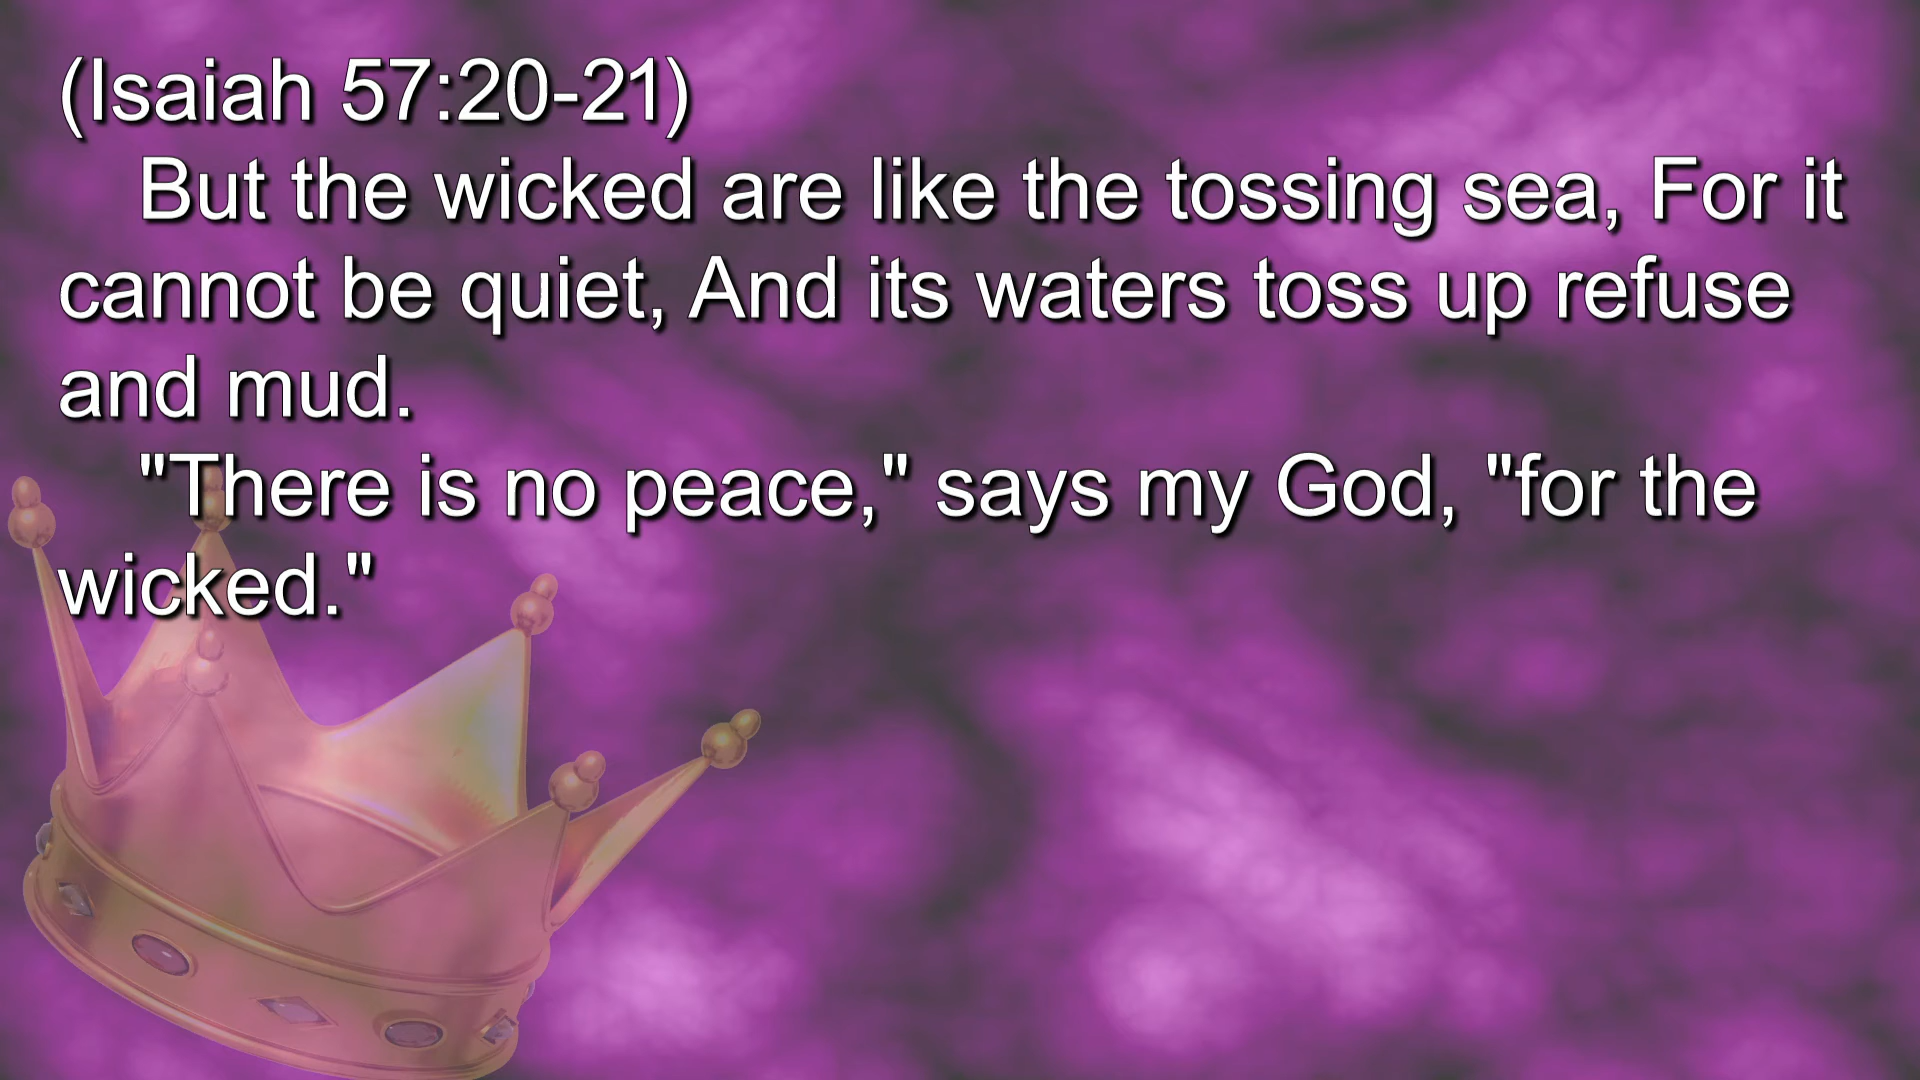 (Isaiah 57:20-21)
But the wicked are like the tossing sea, For it
cannot be quiet, And its waters toss up refuse
and mud.
"There is no peace," says my God, "for the
wicked."